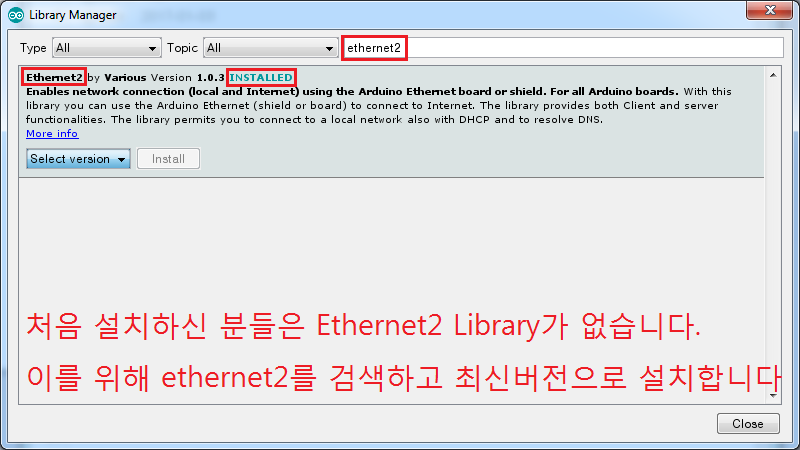 Library Manager
Type All Topic All ethernet2
Ethernet2 by Various Version 1.0.3 INSTALLED
Enables network connection (local and Internet) using the Arduino Ethernet board or shield. For all Arduino boards. With this
library you can use the Arduino Ethernet (shield or board) to connect to Internet. The library provides both Client and server
functionalities. The library permits you to connect to a local network also with DHCP and to resolve DNS.
More info
Select version Install
처음 설치하신 분들은 Ethernet2 Library가 없습니다.
이를 위해 ethernet2를 검색하고 최신버전으로 설치합니다
Close